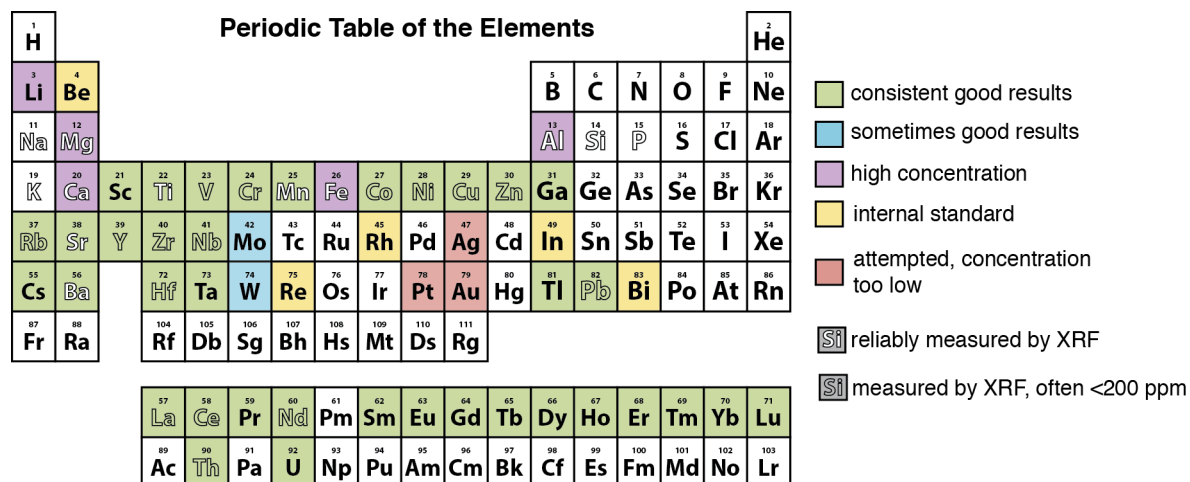 Periodic Table of the Elements
1 2
H He
3 4 5 6 7 8 9 10
Li Be B C N O F Ne
11 12 13 14 15 16 17 18
Na Mg Al Si P S Cl Ar
19 20 21 22 23 24 25 26 27 28 29 30 31 32 33 34 35 36
K Ca Sc Ti V Cr Mn Fe Co Ni Cu Zn Ga Ge As Se Br Kr
37 38 39 40 41 42 43 44 45 46 47 48 49 50 51 52 53 54
Rb Sr Y Zr Nb Mo Tc Ru Rh Pd Ag Cd In Sn Sb Te I Xe
55 56 72 73 74 75 76 77 78 79 80 81 82 83 84 85 86
Cs Ba Hf Ta W Re Os Ir Pt Au Hg Tl Pb Bi Po At Rn
87 88 104 105 106 107 108 109 110 111
Fr Ra Rf Db Sg Bh Hs Mt Ds Rg
57 58 59 60 61 62 63 64 65 66 67 68 69 70 71
La Ce Pr Nd Pm Sm Eu Gd Tb Dy Ho Er Tm Yb Lu
89 90 91 92 93 94 95 96 97 98 99 100 101 102 103
Ac Th Pa U Np Pu Am Cm Bk Cf Es Fm Md No Lr
consistent good results
sometimes good results
high concentration
internal standard
attempted, concentration
too low
Si reliably measured by XRF
Si measured by XRF, often <200 ppm